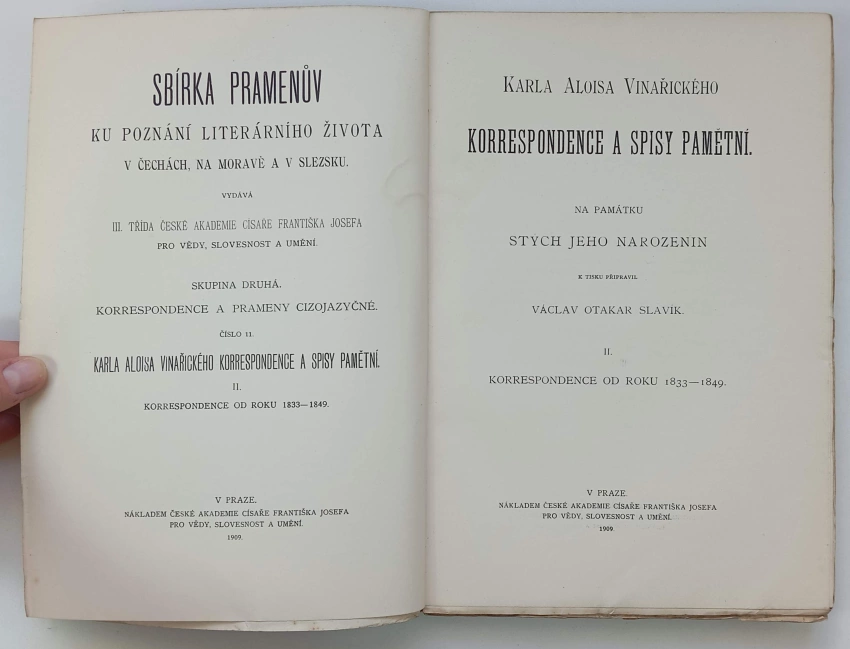 SBÍRKA PRAMENŮV
KU POZNÁNÍ LITERÁRNÍHO ŽIVOTA
V ČECHÁCH, NA MORAVĚ A V SLEZSKU.
VYDÁVÁ
III. TŘÍDA ČESKÉ AKADEMIE CÍSAŘE FRANTIŠKA JOSEFA
PRO VĚDY, SLOVESNOST A UMĚNÍ.
SKUPINA DRUHÁ.
KORRESPONDENCE A PRAMENY CIZOJAZYČNÉ.
ČÍSLO 11.
KARLA ALOISA VINAŘICKÉHO KORRESPONDENCE A SPISY PAMĚTNÍ.
II.
KORRESPONDENCE OD ROKU 1833—1849.
V PRAZE.
NÁKLADEM ČESKÉ AKADEMIE CÍSAŘE FRANTIŠKA JOSEFA
PRO VĚDY, SLOVESNOST A UMĚNÍ.
1909.
KARLA ALOISA VINAŘICKÉHO
KORRESPONDENCE A SPISY PAMĚTNÍ.
NA PAMÁTKU
STYCH JEHO NAROZENIN
K TISKU PŘIPRAVIL
VÁCLAV OTAKAR SLAVÍK.
II.
KORRESPONDENCE OD ROKU 1833—1849.
V PRAZE.
NÁKLADEM ČESKÉ AKADEMIE CÍSAŘE FRANTIŠKA JOSEFA
PRO VĚDY, SLOVESNOST A UMĚNÍ.
1909.